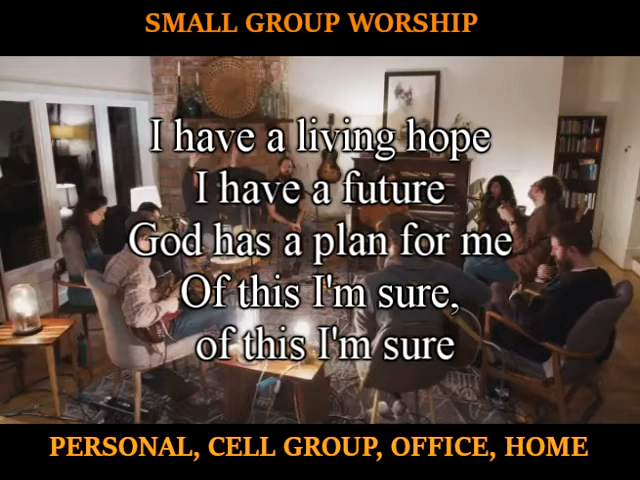 SMALL GROUP WORSHIP
I have a living hope
I have a future
God has a plan for me
Of this I'm sure,
of this I'm sure
PERSONAL, CELL GROUP, OFFICE, HOME